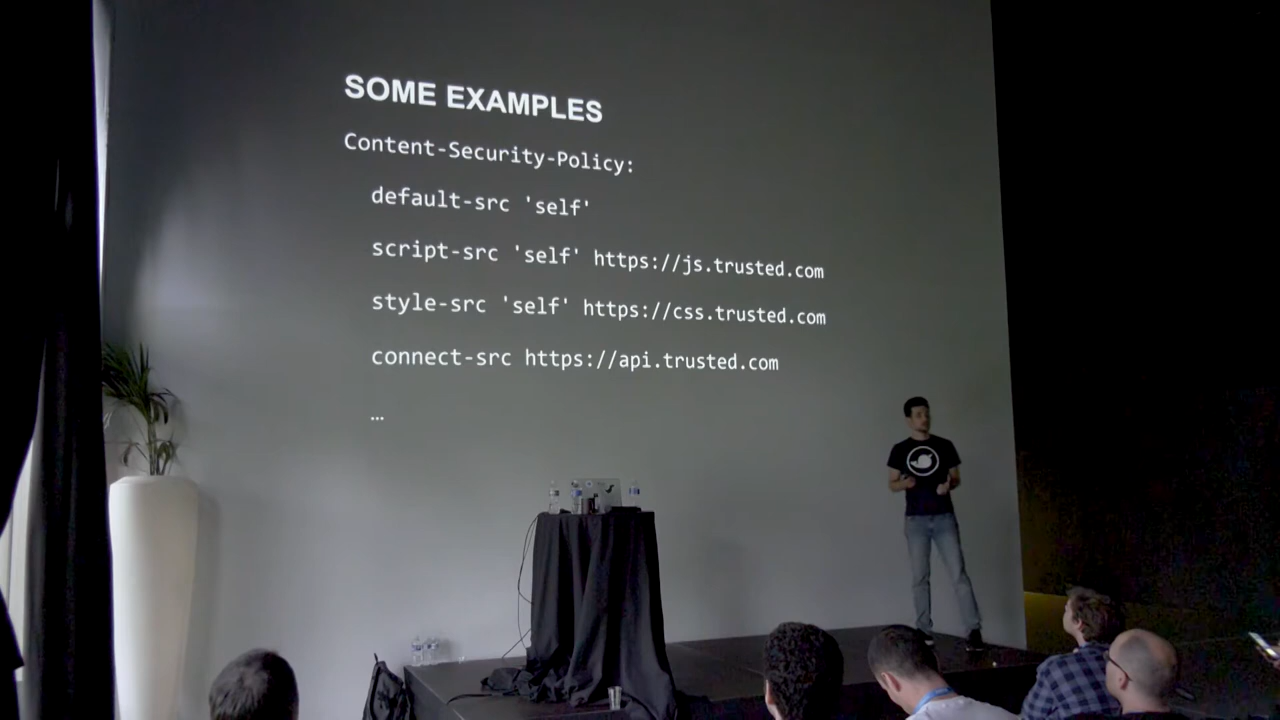 SOME EXAMPLES
Content-Security-Policy:
default-src 'self'
script-src 'self' https://js.trusted.com
style-src 'self' https://css.trusted.com
connect-src https://api.trusted.com
…